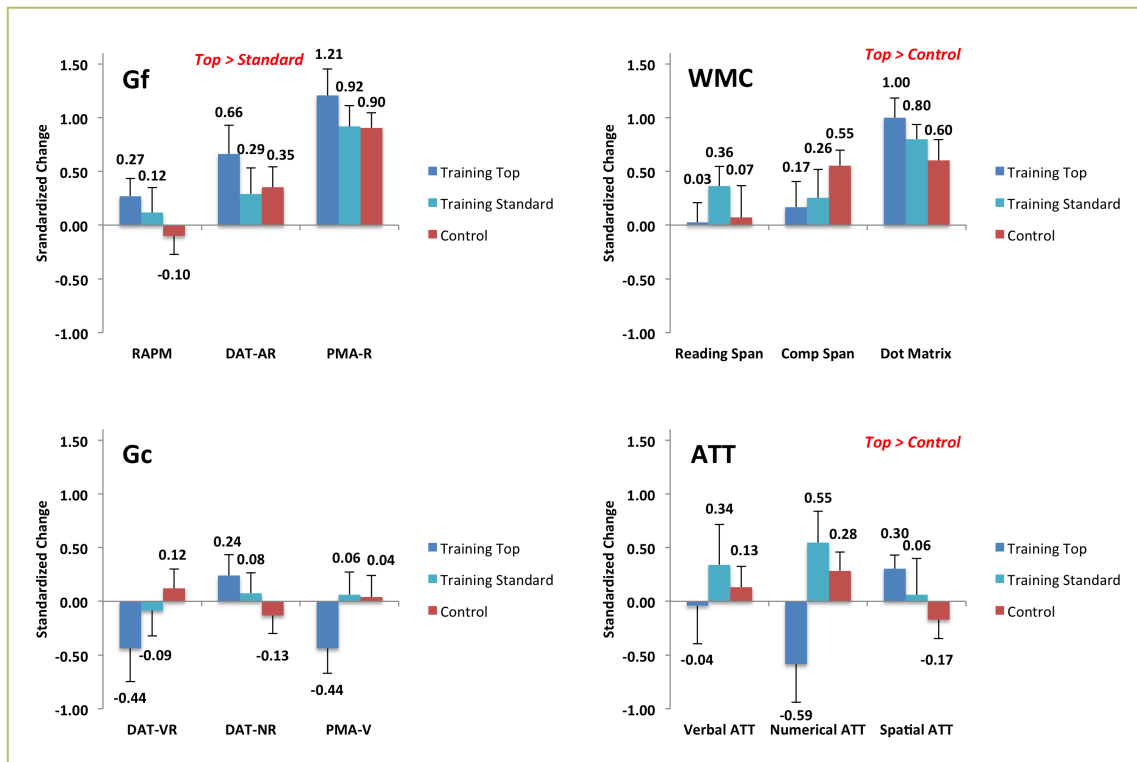 Gf
Top > Standard
Srandardized Change
1.50
1.00
0.50
0.00
-0.50
-1.00
0.27
0.12
-0.10
0.66
0.29
0.35
1.21
0.92
0.90
RAPM
DAT-AR
PMA-R
Training Top
Training Standard
Control
WMC
Top > Control
Standardized Change
1.50
1.00
0.50
0.00
-0.50
-1.00
0.03
0.36
0.07
0.17
0.26
0.55
1.00
0.80
0.60
Reading Span
Comp Span
Dot Matrix
Training Top
Training Standard
Control
Gc
Standardized Change
1.50
1.00
0.50
0.00
-0.50
-1.00
-0.44
-0.09
0.12
0.24
0.08
-0.13
-0.44
0.06
0.04
DAT-VR
DAT-NR
PMA-V
Training Top
Training Standard
Control
ATT
Top > Control
Standardized Change
1.50
1.00
0.50
0.00
-0.50
-1.00
-0.04
0.34
0.13
-0.59
0.55
0.28
0.30
0.06
-0.17
Verbal ATT
Numerical ATT
Spatial ATT
Training Top
Training Standard
Control